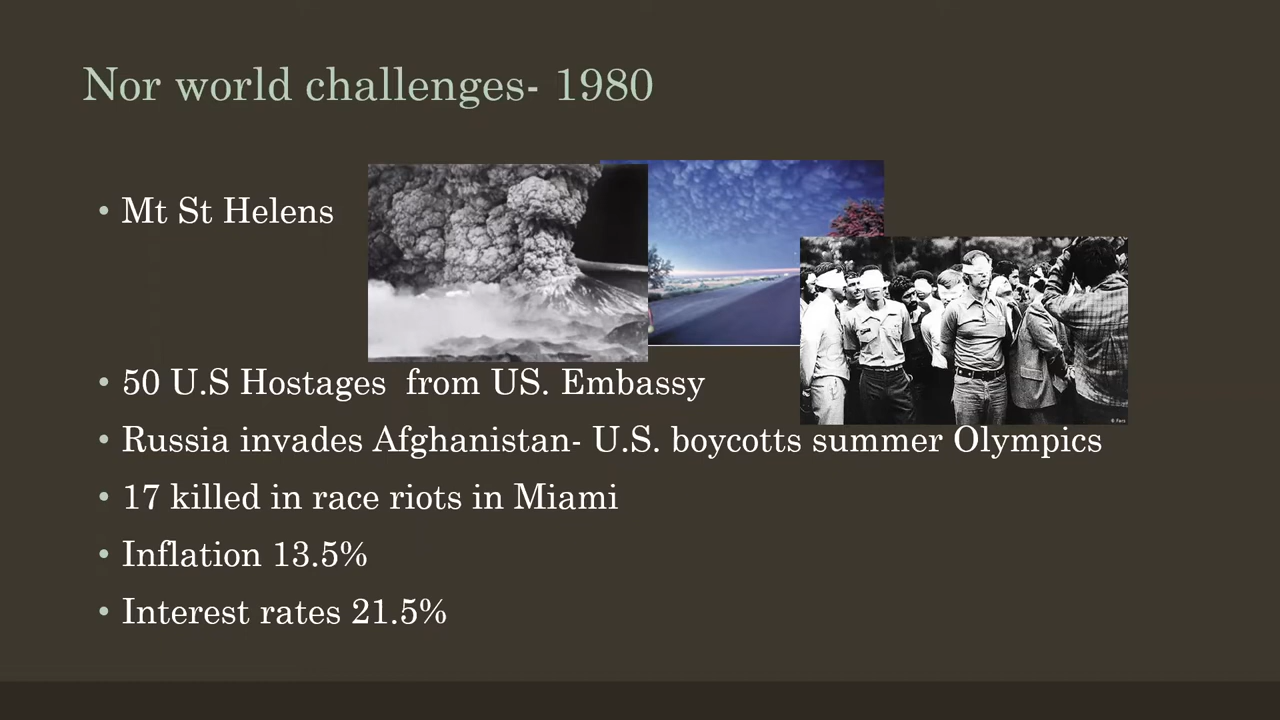 Nor world challenges- 1980
• Mt St Helens
• 50 U.S Hostages  from US. Embassy
• Russia invades Afghanistan- U.S. boycotts summer Olympics
• 17 killed in race riots in Miami
• Inflation 13.5%
• Interest rates 21.5%